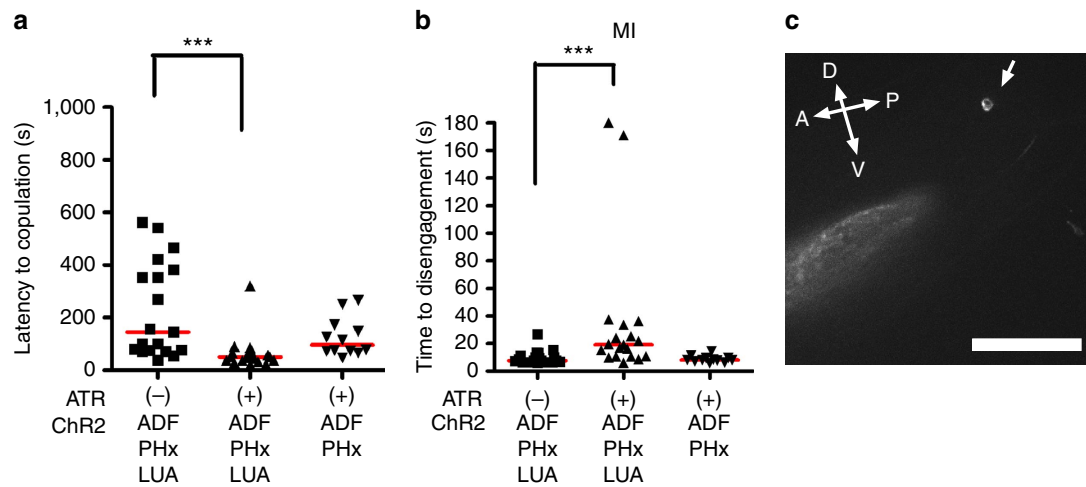 a
***
Latency to copulation (s)
1,000
800
600
400
200
0
ATR (–) (+) (+)
ChR2 ADF ADF ADF
PHx PHx PHx
LUA LUA
b
MI
***
Time to disengagement (s)
180
160
140
120
100
80
60
40
20
0
ATR (–) (+) (+)
ChR2 ADF ADF ADF
PHx PHx PHx
LUA LUA
c
D
A P
V